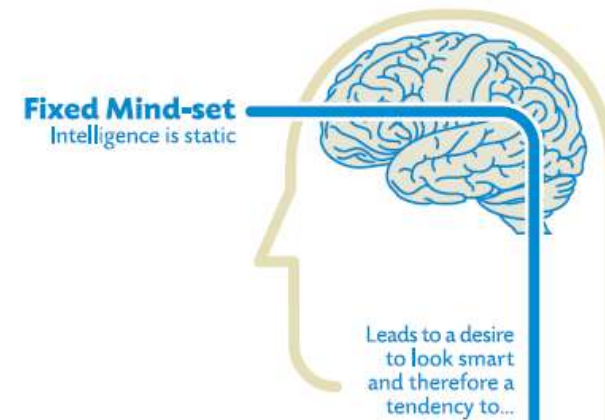 Fixed Mind-set
Intelligence is static
Leads to a desire
to look smart
and therefore a
tendency to...